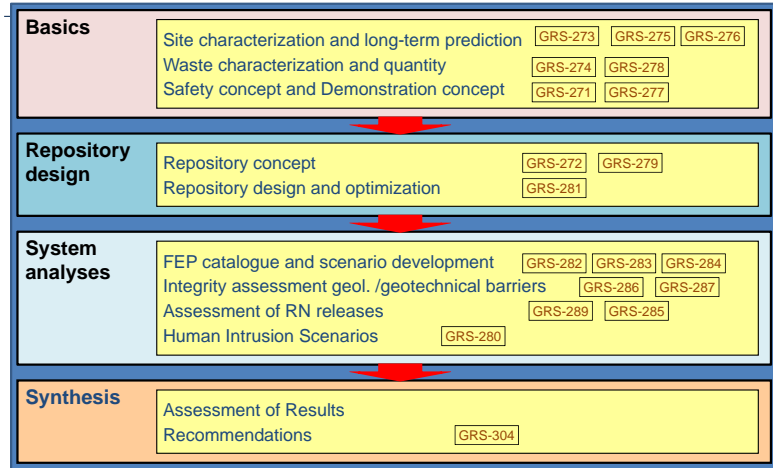 Basics
Site characterization and long-term prediction GRS-273 GRS-275 GRS-276
Waste characterization and quantity GRS-274 GRS-278
Safety concept and Demonstration concept GRS-271 GRS-277
Repository design
Repository concept GRS-272 GRS-279
Repository design and optimization GRS-281
System analyses
FEP catalogue and scenario development GRS-282 GRS-283 GRS-284
Integrity assessment geol. /geotechnical barriers GRS-286 GRS-287
Assessment of RN releases GRS-289 GRS-285
Human Intrusion Scenarios GRS-280
Synthesis
Assessment of Results
Recommendations GRS-304